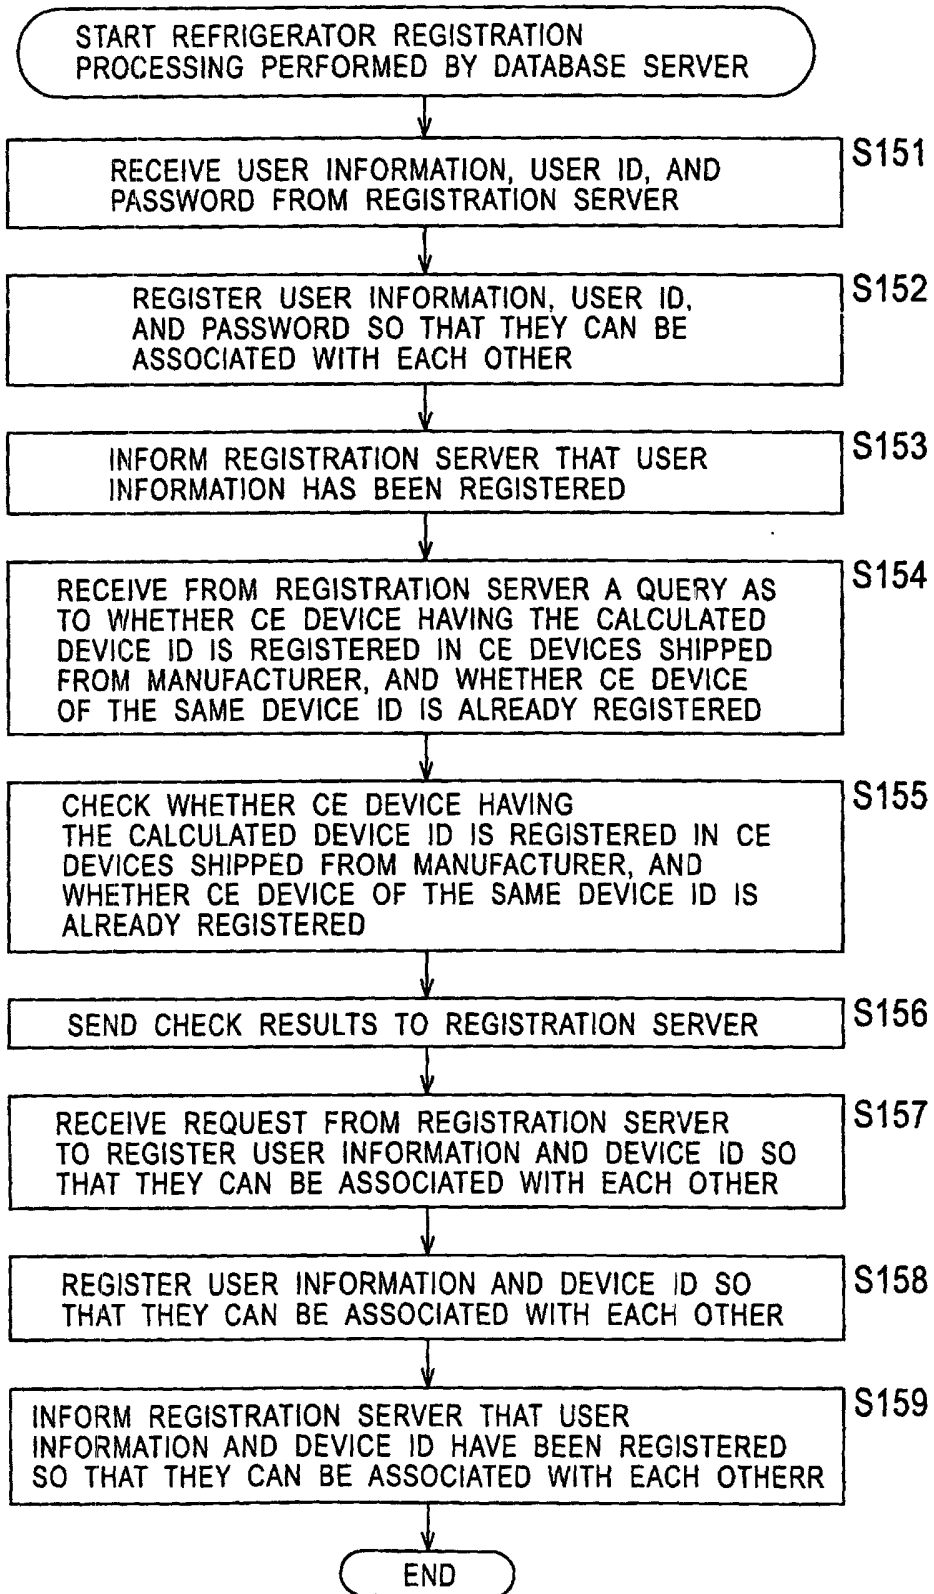 START REFRIGERATOR REGISTRATION
PROCESSING PERFORMED BY DATABASE SERVER
S151
RECEIVE USER INFORMATION, USER ID, AND
PASSWORD FROM REGISTRATION SERVER
S152
REGISTER USER INFORMATION, USER ID,
AND PASSWORD SO THAT THEY CAN BE
ASSOCIATED WITH EACH OTHER
S153
INFORM REGISTRATION SERVER THAT USER
INFORMATION HAS BEEN REGISTERED
S154
RECEIVE FROM REGISTRATION SERVER A QUERY AS
TO WHETHER CE DEVICE HAVING THE CALCULATED
DEVICE ID IS REGISTERED IN CE DEVICES SHIPPED
FROM MANUFACTURER, AND WHETHER CE DEVICE
OF THE SAME DEVICE ID IS ALREADY REGISTERED
S155
CHECK WHETHER CE DEVICE HAVING
THE CALCULATED DEVICE ID IS REGISTERED IN CE
DEVICES SHIPPED FROM MANUFACTURER, AND
WHETHER CE DEVICE OF THE SAME DEVICE ID IS
ALREADY REGISTERED
S156
SEND CHECK RESULTS TO REGISTRATION SERVER
S157
RECEIVE REQUEST FROM REGISTRATION SERVER
TO REGISTER USER INFORMATION AND DEVICE ID SO
THAT THEY CAN BE ASSOCIATED WITH EACH OTHER
S158
REGISTER USER INFORMATION AND DEVICE ID SO
THAT THEY CAN BE ASSOCIATED WITH EACH OTHER
S159
INFORM REGISTRATION SERVER THAT USER
INFORMATION AND DEVICE ID HAVE BEEN REGISTERED
SO THAT THEY CAN BE ASSOCIATED WITH EACH OTHERR
END